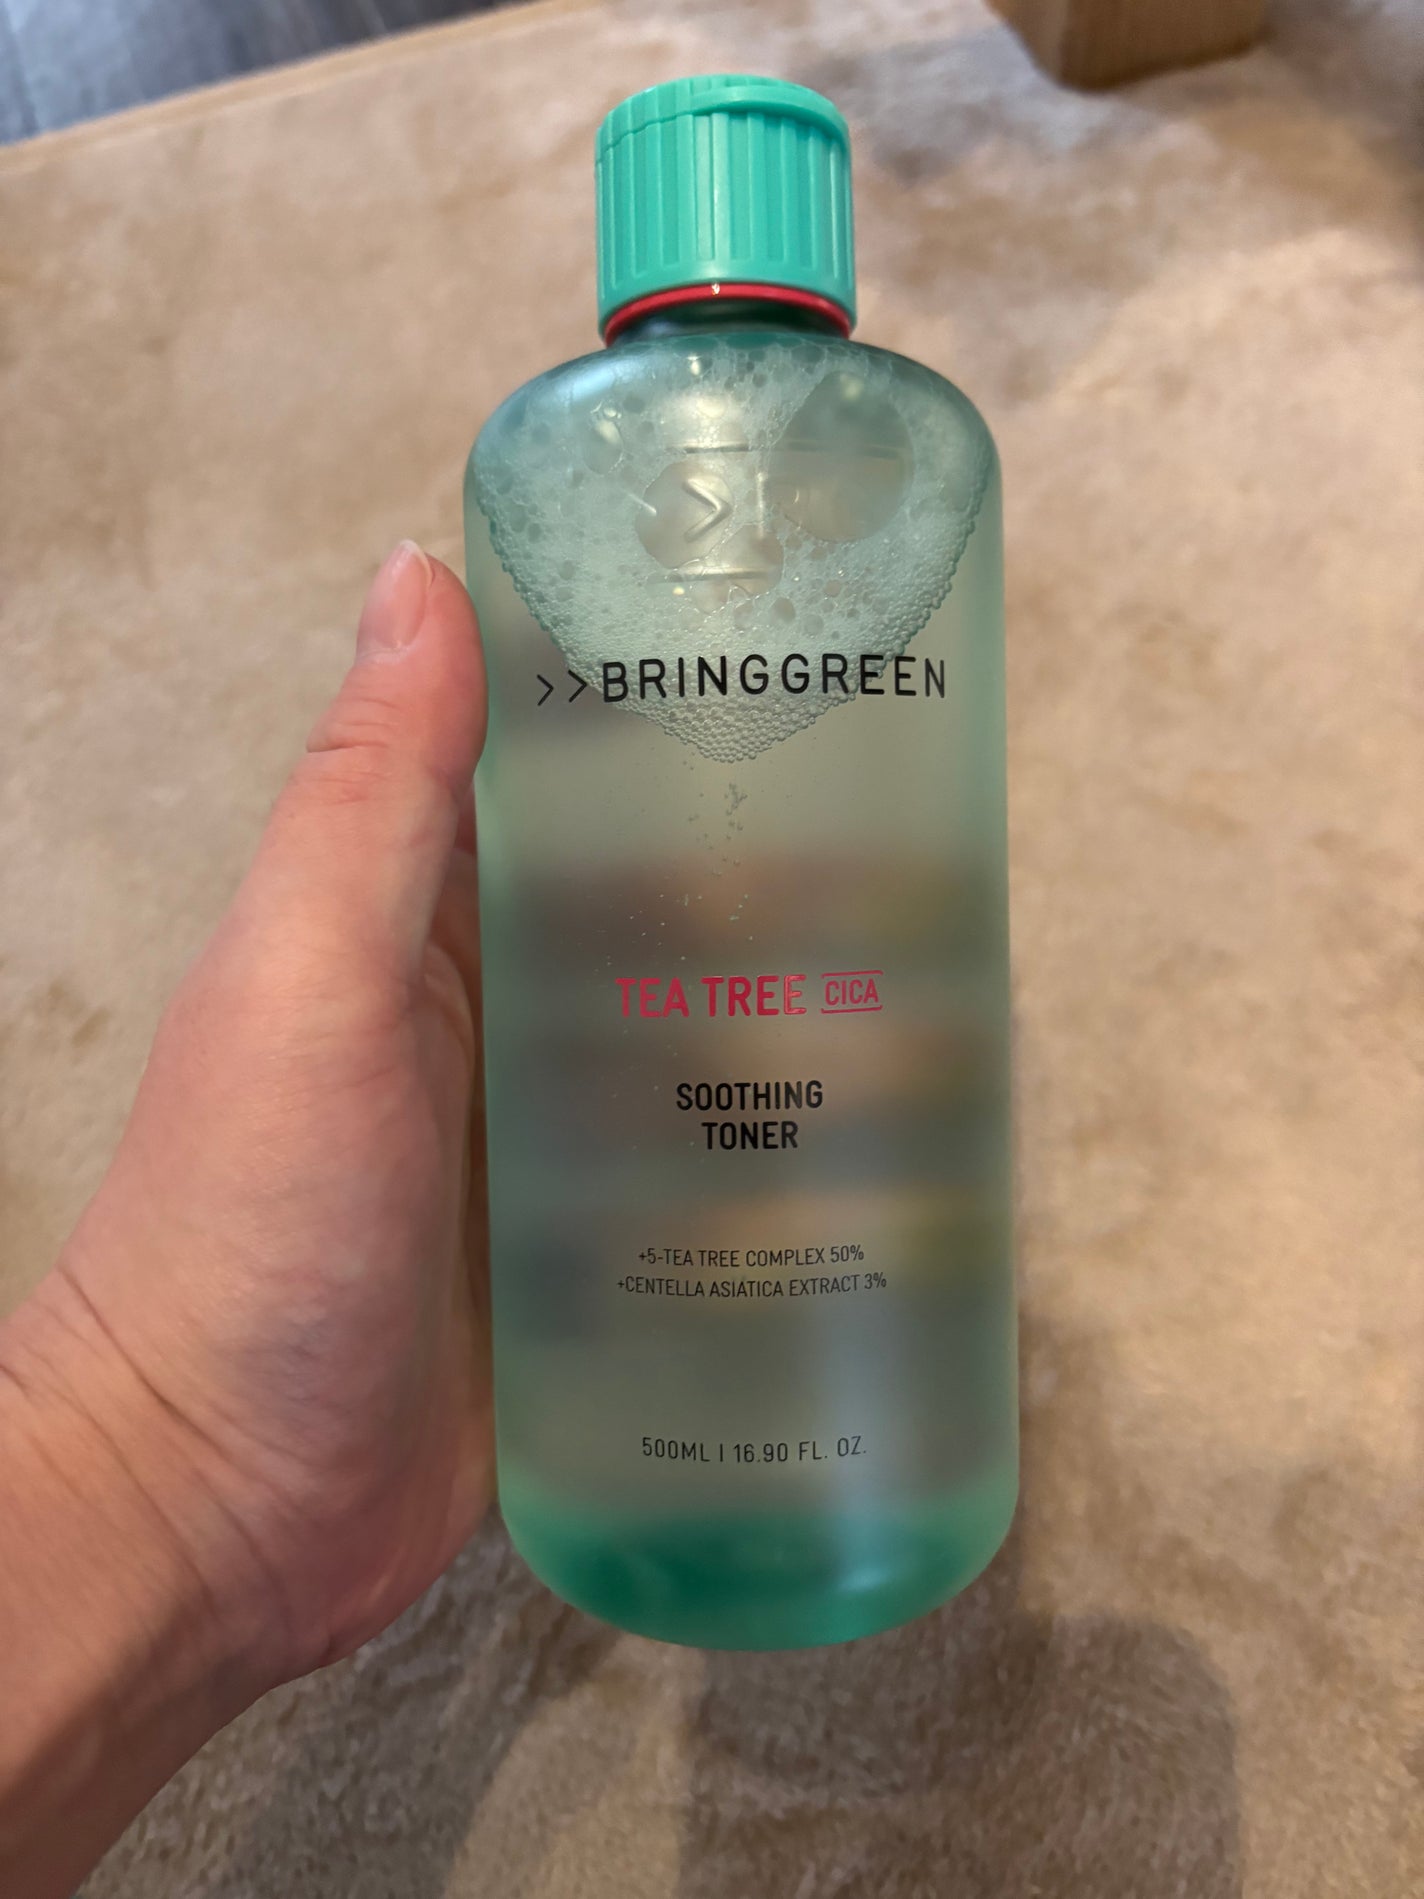 >>BRINGGREEN
TEA TREE CICA
SOOTHING
TONER
+5-TEA TREE COMPLEX 50%
+CENTELLA ASIATICA EXTRACT 3%
500ML | 16.90 FL. OZ.